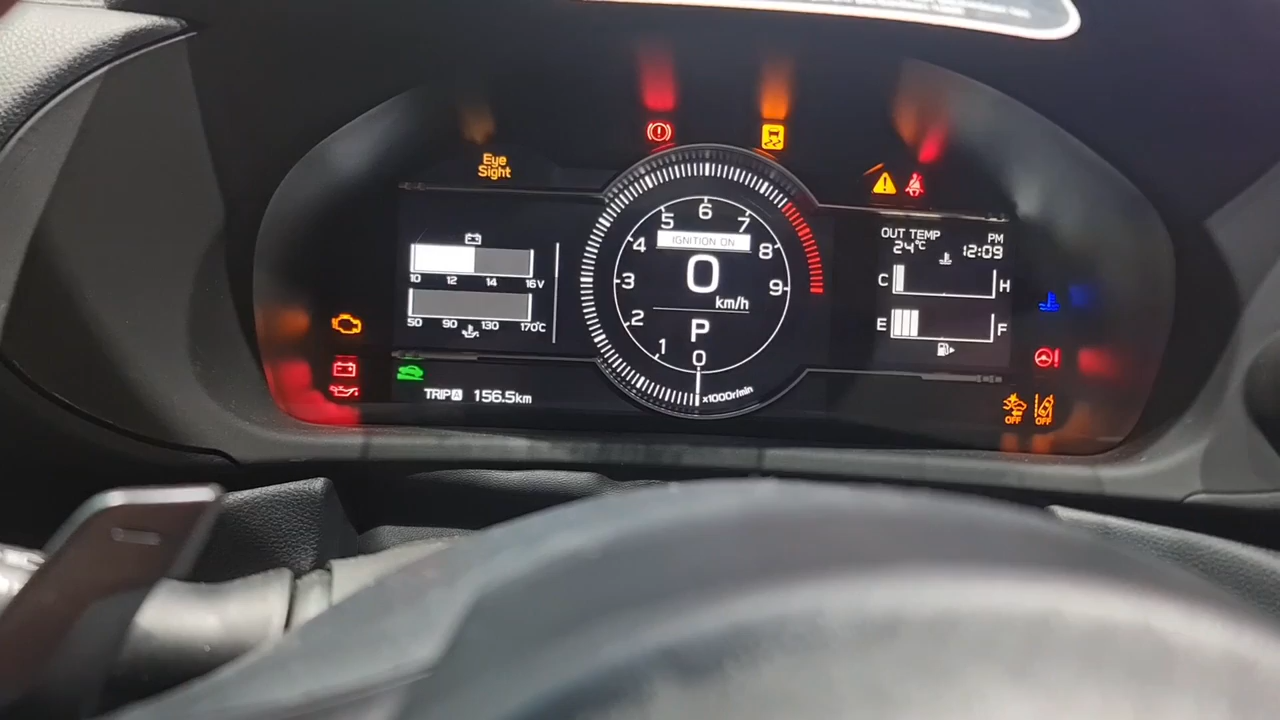 Eye
Sight
10 12 14 16V
50 90 130 170°C
TRIP A 156.5km
IGNITION ON
0
km/h
P
0
1
2
3
4
5
6
7
8
9
x1000r/min
OUT TEMP
24°C
PM
12:09
C H
E F
OFF OFF